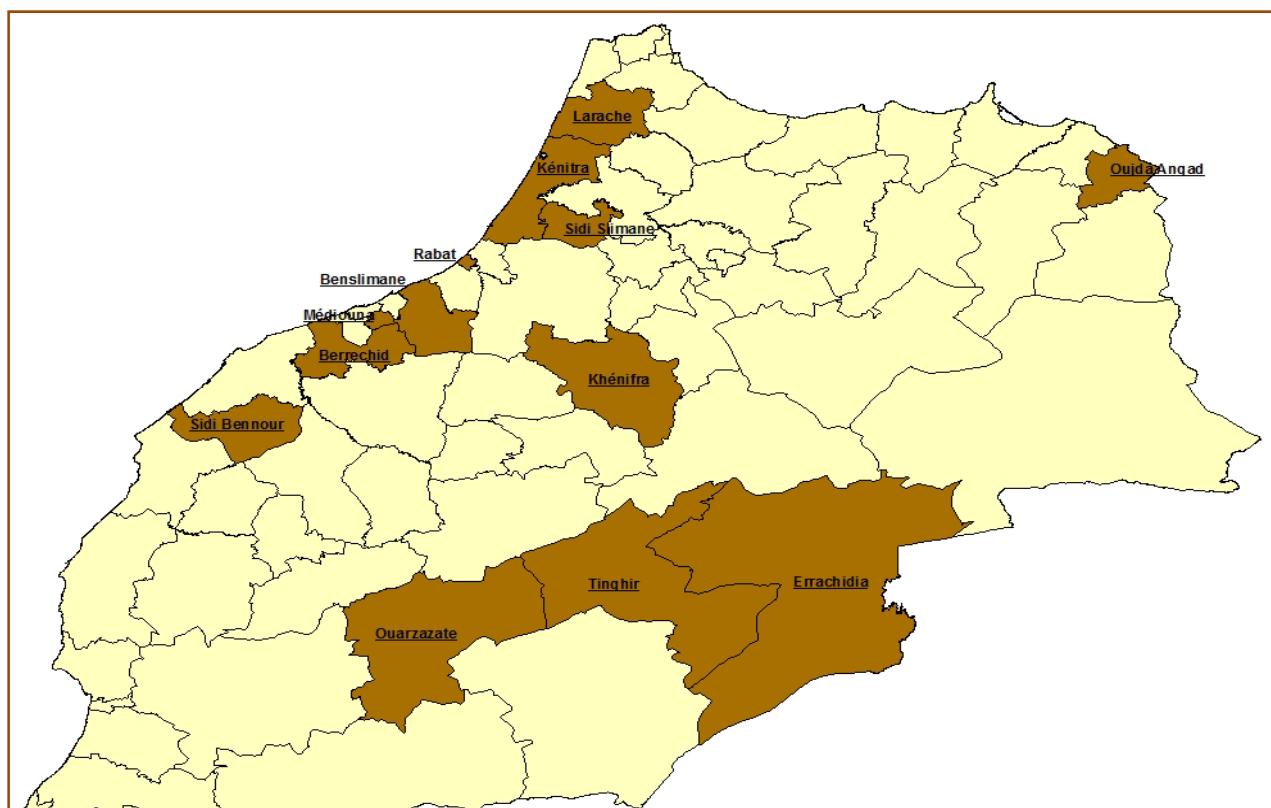 Larache
Kénitra
Oujda Angad
Sidi Slimane
Rabat
Benslimane
Médiouna
Berrechid
Khénifra
Sidi Bennour
Tinghir
Errachidia
Ouarzazate